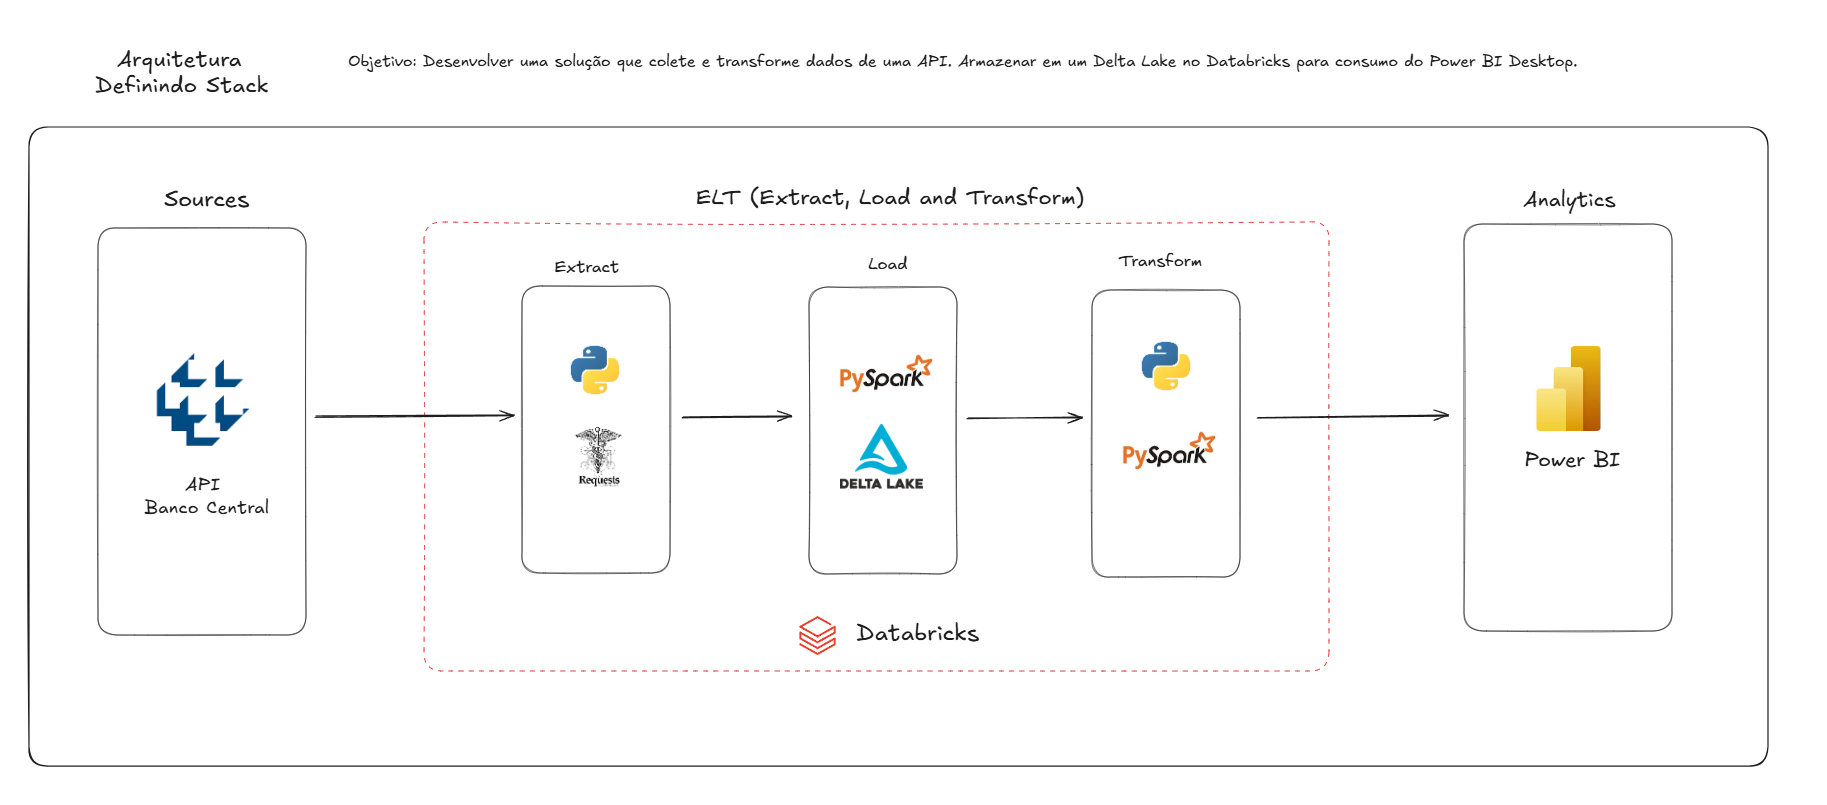 Arquitetura
Definindo Stack
Objetivo: Desenvolver uma solução que colete e transforme dados de uma API. Armazenar em um Delta Lake no Databricks para consumo do Power BI Desktop.
Sources
ELT (Extract, Load and Transform)
Analytics
Extract
Load
Transform
PySpark
DELTA LAKE
Requests
PySpark
API
Banco Central
Power BI
Databricks